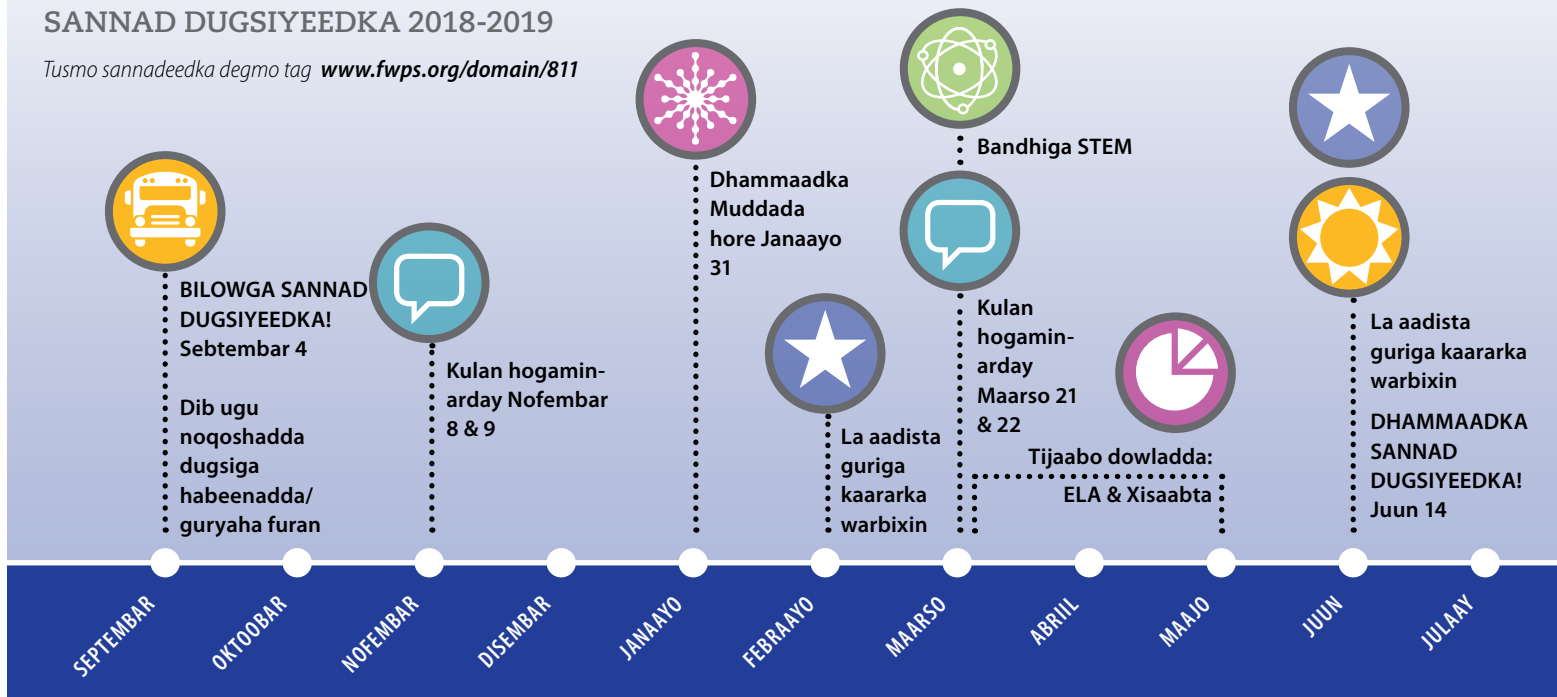 SANNAD DUGSIYEEDKA 2018-2019
Tusmo sannadeedka degmo tag www.fwps.org/domain/811
BILOWGA SANNAD
DUGSIYEEDKA!
Sebtembar 4
Dib ugu
noqoshadda
dugsiga
habeenadda/
guryaha furan
Kulan hogamin-
arday Nofembar
8 & 9
Dhammaadka
Muddada
hore Janaayo
31
La aadista
guriga
kaararka
warbixin
Bandhiga STEM
Kulan
hogamin-
arday
Maarso 21
& 22
Tijaabo dowladda:
ELA & Xisaabta
La aadista
guriga kaararka
warbixin
DHAMMAADKA
SANNAD
DUGSIYEEDKA!
Juun 14
SEPTEMBAR
OKTOOBAR
NOFEMBAR
DISEMBAR
JANAAYO
FEBRAAYO
MAARSO
ABRIIL
MAAJO
JUUN
JULAAY